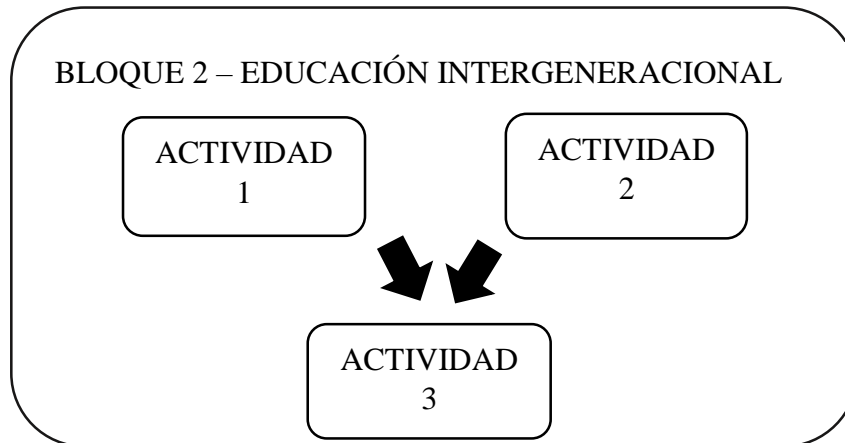 BLOQUE 2 – EDUCACIÓN INTERGENERACIONAL
ACTIVIDAD
1
ACTIVIDAD
2
ACTIVIDAD
3